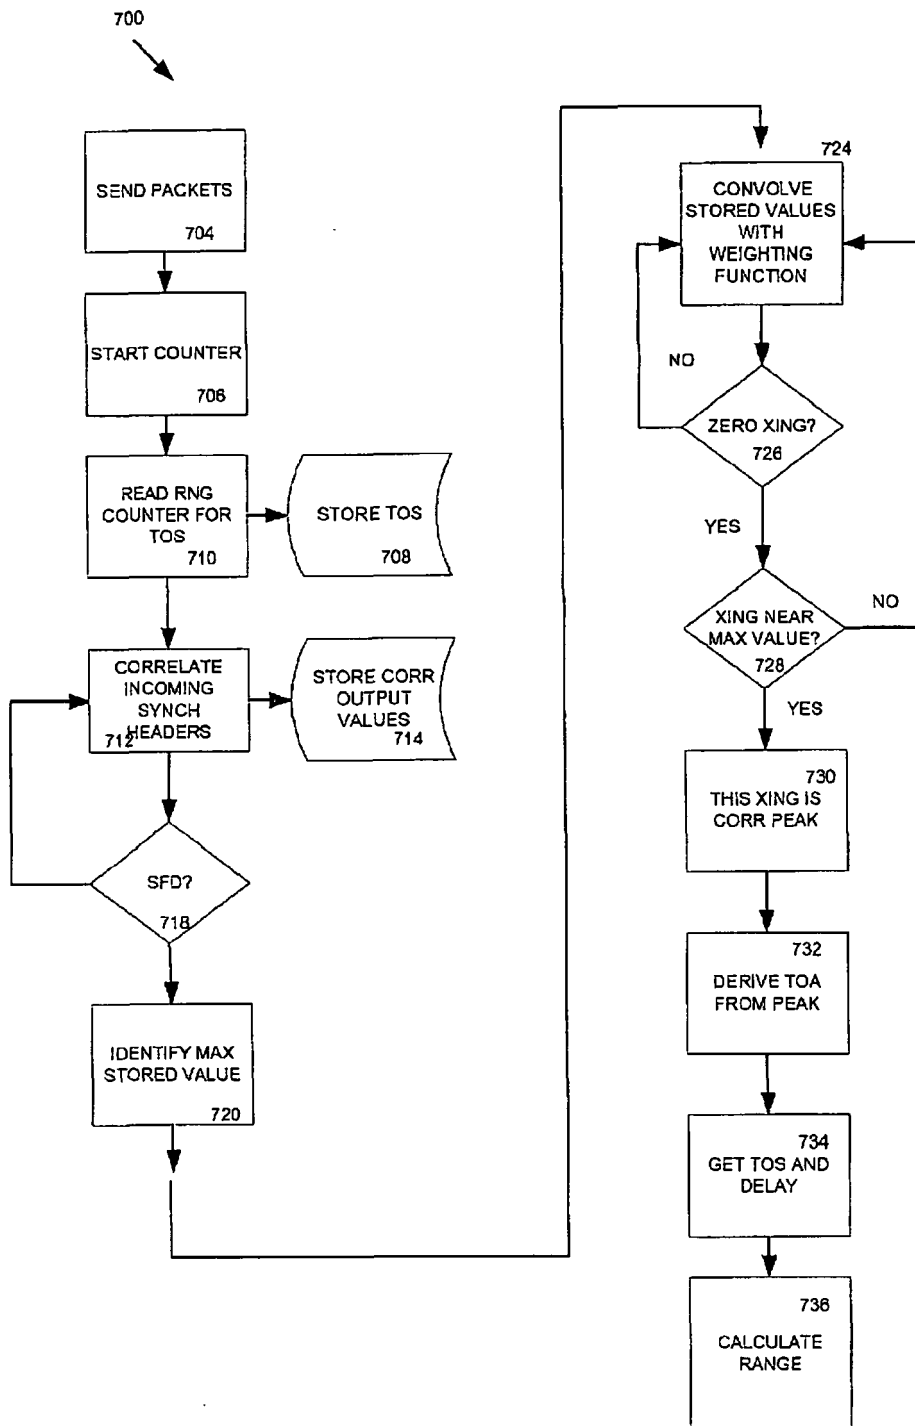 700
SEND PACKETS
704
START COUNTER
706
READ RNG
COUNTER FOR
TOS
710
STORE TOS
708
CORRELATE
INCOMING
SYNCH
HEADERS
712
STORE CORR
OUTPUT
VALUES
714
SFD?
718
IDENTIFY MAX
STORED VALUE
720
724
CONVOLVE
STORED VALUES
WITH
WEIGHTING
FUNCTION
NO
ZERO XING?
726
YES
XING NEAR
MAX VALUE?
728
NO
YES
730
THIS XING IS
CORR PEAK
732
DERIVE TOA
FROM PEAK
734
GET TOS AND
DELAY
736
CALCULATE
RANGE